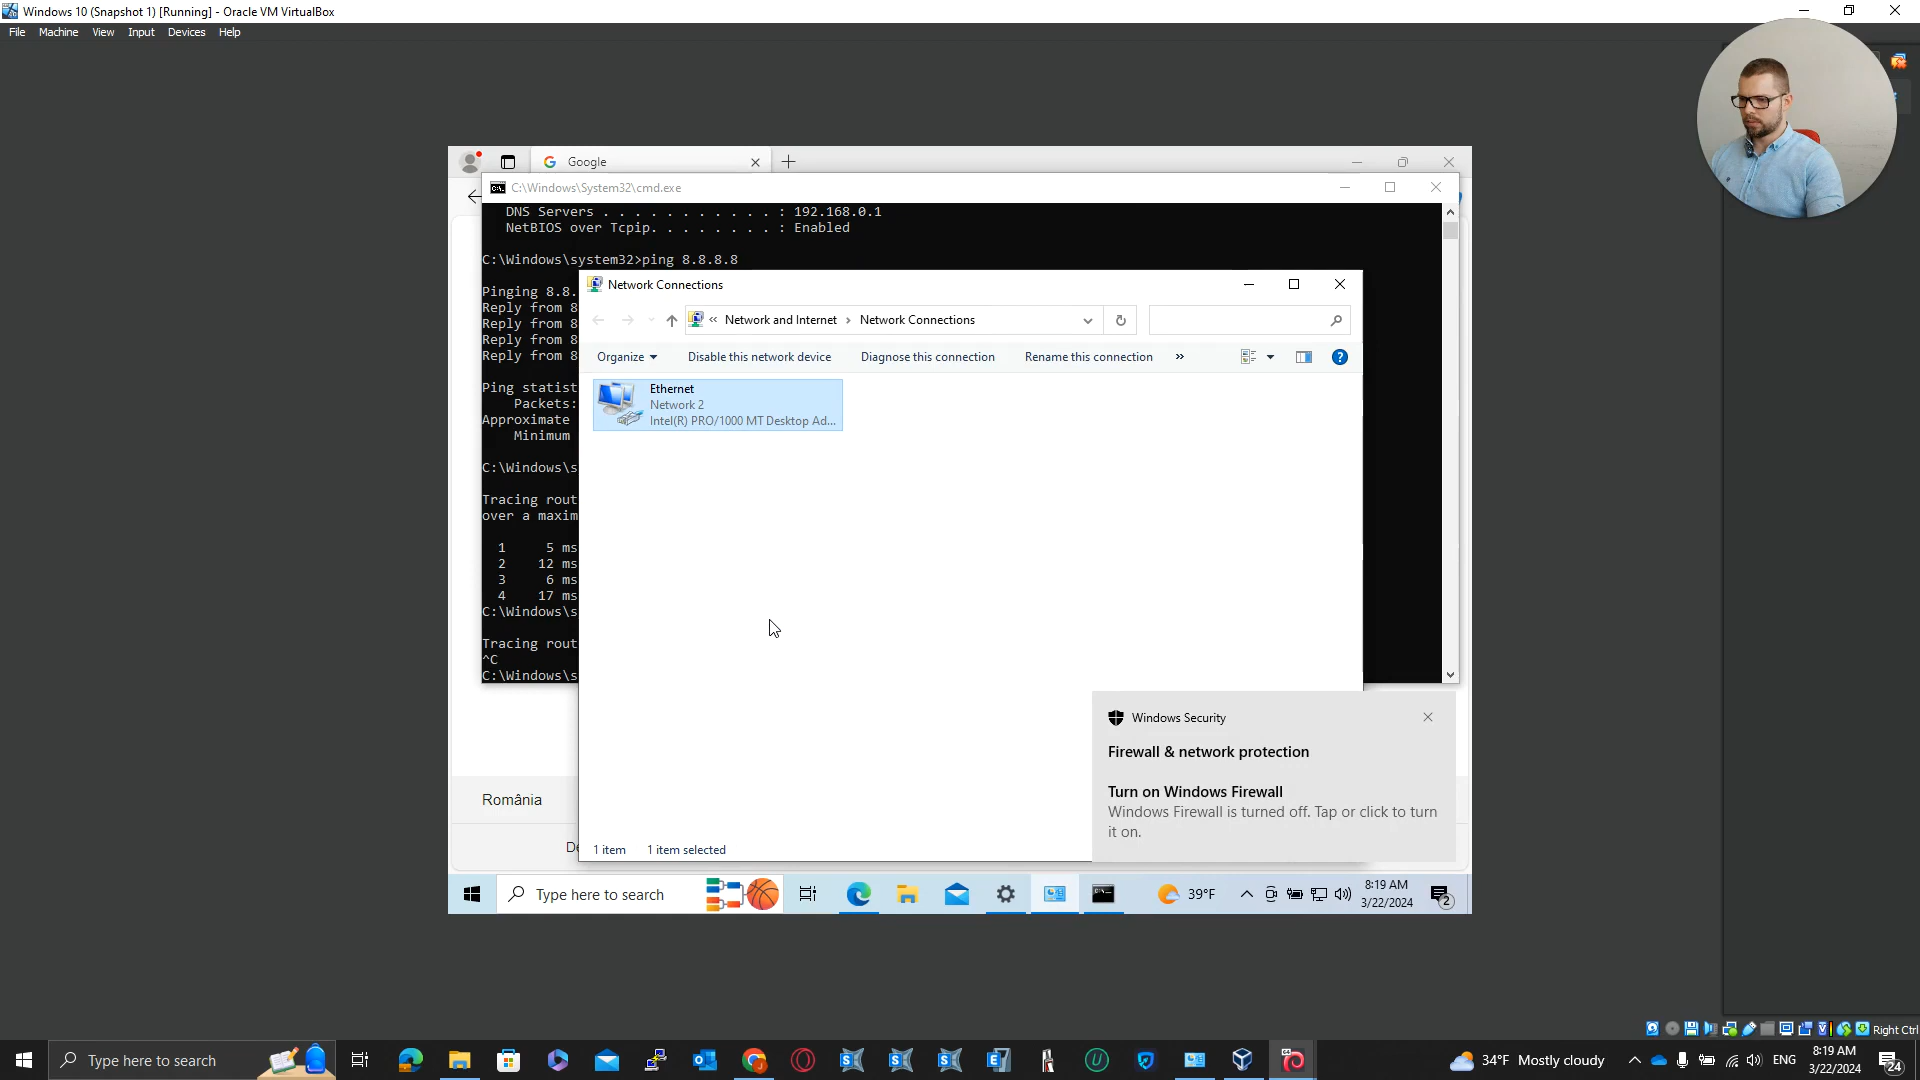 Windows 10 (Snapshot 1) [Running] - Oracle VM VirtualBox
File Machine View Input Devices Help
Google
C:\Windows\System32\cmd.exe
DNS Servers . . . . . . . . . . . : 192.168.0.1
NetBIOS over Tcpip. . . . . . . . : Enabled
C:\Windows\system32>ping 8.8.8.8
Pinging 8.8.
Reply from 8
Reply from 8
Reply from 8
Reply from 8
Ping statist
Packets:
Approximate
Minimum
C:\Windows\s
Tracing rout
over a maxim
1 5 ms
2 12 ms
3 6 ms
4 17 ms
C:\Windows\s
Tracing rout
^C
C:\Windows\s
Network Connections
« Network and Internet › Network Connections
Organize Disable this network device Diagnose this connection Rename this connection »
Ethernet
Network 2
Intel(R) PRO/1000 MT Desktop Ad...
1 item 1 item selected
Windows Security
Firewall & network protection
Turn on Windows Firewall
Windows Firewall is turned off. Tap or click to turn
it on.
România
De
Type here to search
39°F
8:19 AM
3/22/2024
2
Right Ctrl
Type here to search
34°F Mostly cloudy
ENG
8:19 AM
3/22/2024
24